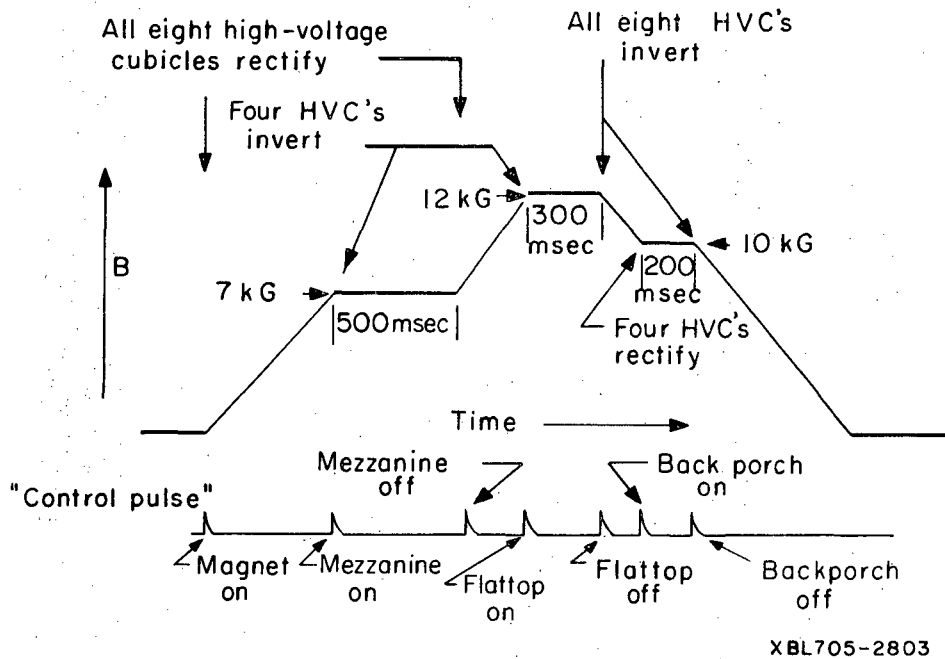 All eight high-voltage
cubicles rectify
All eight HVC's
invert
Four HVC's
invert
12 kG
300
msec
10 kG
B
7 kG
500 msec
200
msec
Four HVC's
rectify
Time
Mezzanine
off
Back porch
on
"Control pulse"
Magnet
on
Mezzanine
on
Flattop
on
Flattop
off
Backporch
off
XBL705-2803